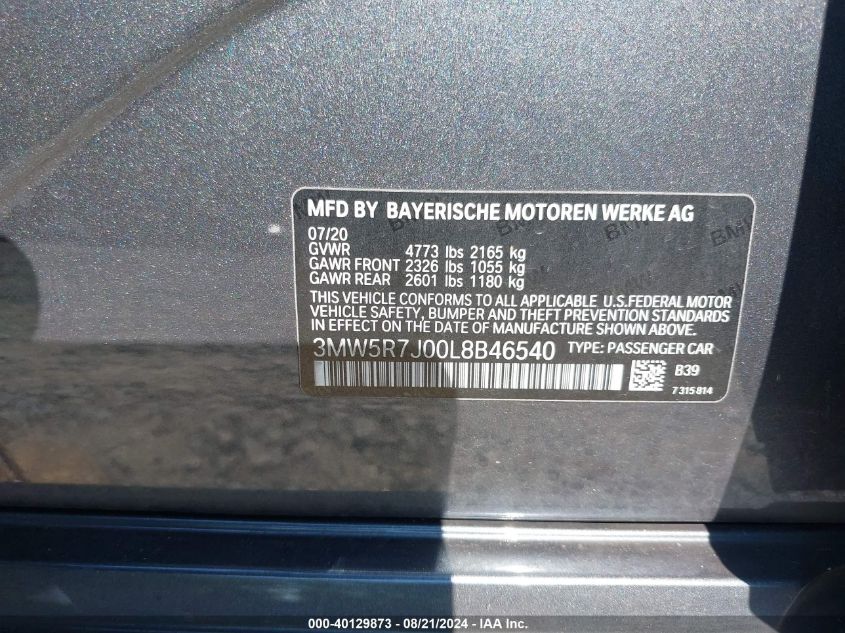 MFD BY BAYERISCHE MOTOREN WERKE AG
07/20
GVWR 4773 lbs 2165 kg
GAWR FRONT 2326 lbs 1055 kg
GAWR REAR 2601 lbs 1180 kg
THIS VEHICLE CONFORMS TO ALL APPLICABLE U.S.FEDERAL MOTOR
VEHICLE SAFETY, BUMPER AND THEFT PREVENTION STANDARDS
IN EFFECT ON THE DATE OF MANUFACTURE SHOWN ABOVE.
3MW5R7J00L8B46540 TYPE: PASSENGER CAR
B39
7 315 814
000-40129873 - 08/21/2024 - IAA Inc.